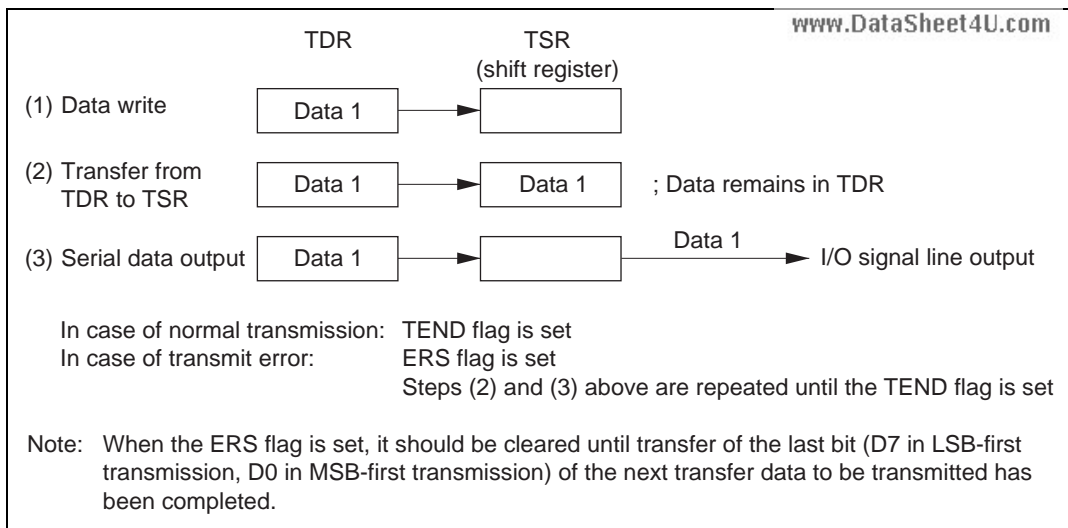 www.DataSheet4U.com
TDR TSR
(shift register)
(1) Data write Data 1
(2) Transfer from
TDR to TSR Data 1 Data 1 ; Data remains in TDR
(3) Serial data output Data 1 Data 1 I/O signal line output
In case of normal transmission: TEND flag is set
In case of transmit error: ERS flag is set
Steps (2) and (3) above are repeated until the TEND flag is set
Note: When the ERS flag is set, it should be cleared until transfer of the last bit (D7 in LSB-first
transmission, D0 in MSB-first transmission) of the next transfer data to be transmitted has
been completed.